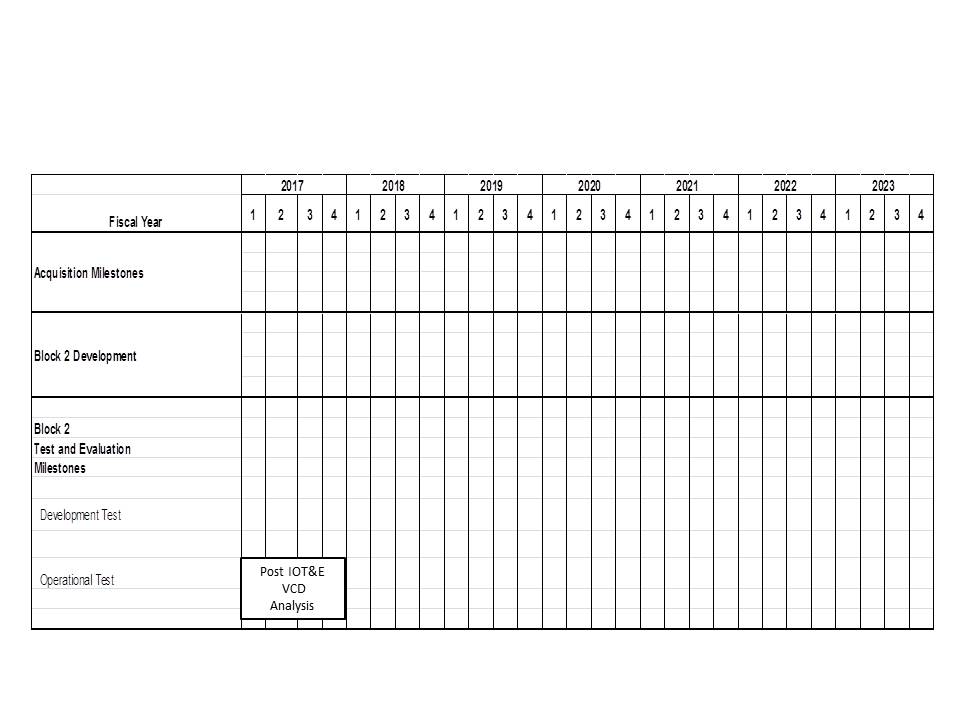 2017 2018 2019 2020 2021 2022 2023
Fiscal Year 1 2 3 4 1 2 3 4 1 2 3 4 1 2 3 4 1 2 3 4 1 2 3 4 1 2 3 4
Acquisition Milestones
Block 2 Development
Block 2
Test and Evaluation
Milestones
Development Test
Operational Test
Post IOT&E
VCD
Analysis